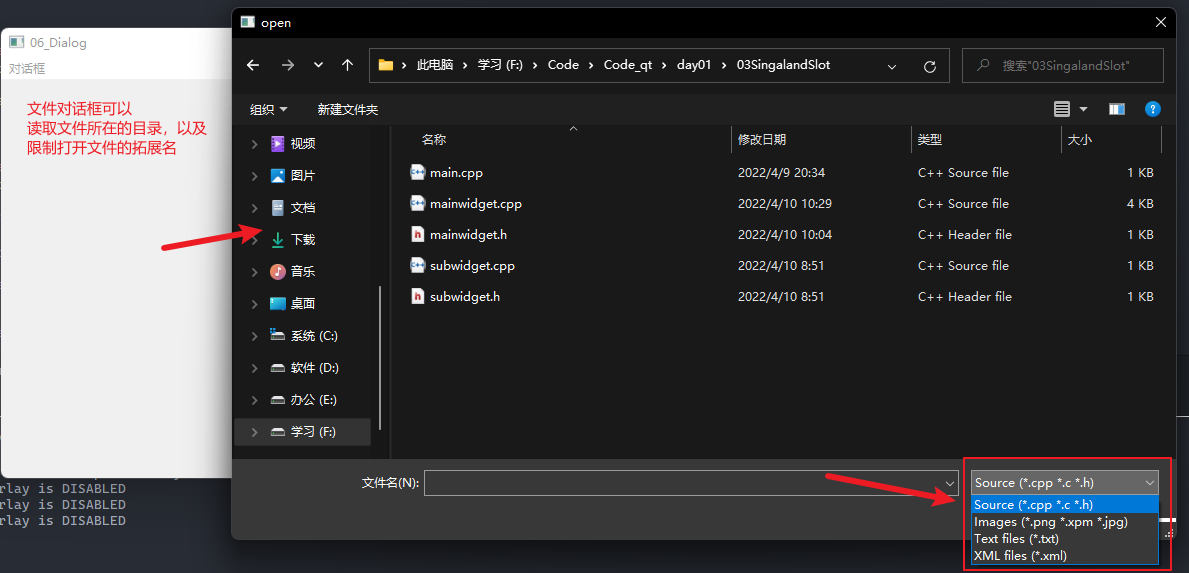 open
06_Dialog
对话框
此电脑 学习 (F:) Code Code_qt day01 03SingalandSlot
搜索"03SingalandSlot"
组织 新建文件夹
文件对话框可以
读取文件所在的目录，以及
限制打开文件的拓展名
名称 修改日期 类型 大小
视频
图片
文档
下载
音乐
桌面
系统 (C:)
软件 (D:)
办公 (E:)
学习 (F:)
main.cpp 2022/4/9 20:34 C++ Source file 1 KB
mainwidget.cpp 2022/4/10 10:29 C++ Source file 4 KB
mainwidget.h 2022/4/10 10:04 C++ Header file 1 KB
subwidget.cpp 2022/4/10 8:51 C++ Source file 1 KB
subwidget.h 2022/4/10 8:51 C++ Header file 1 KB
文件名(N):
Source (*.cpp *.c *.h)
Source (*.cpp *.c *.h)
Images (*.png *.xpm *.jpg)
Text files (*.txt)
XML files (*.xml)
rlay is DISABLED
rlay is DISABLED
rlay is DISABLED